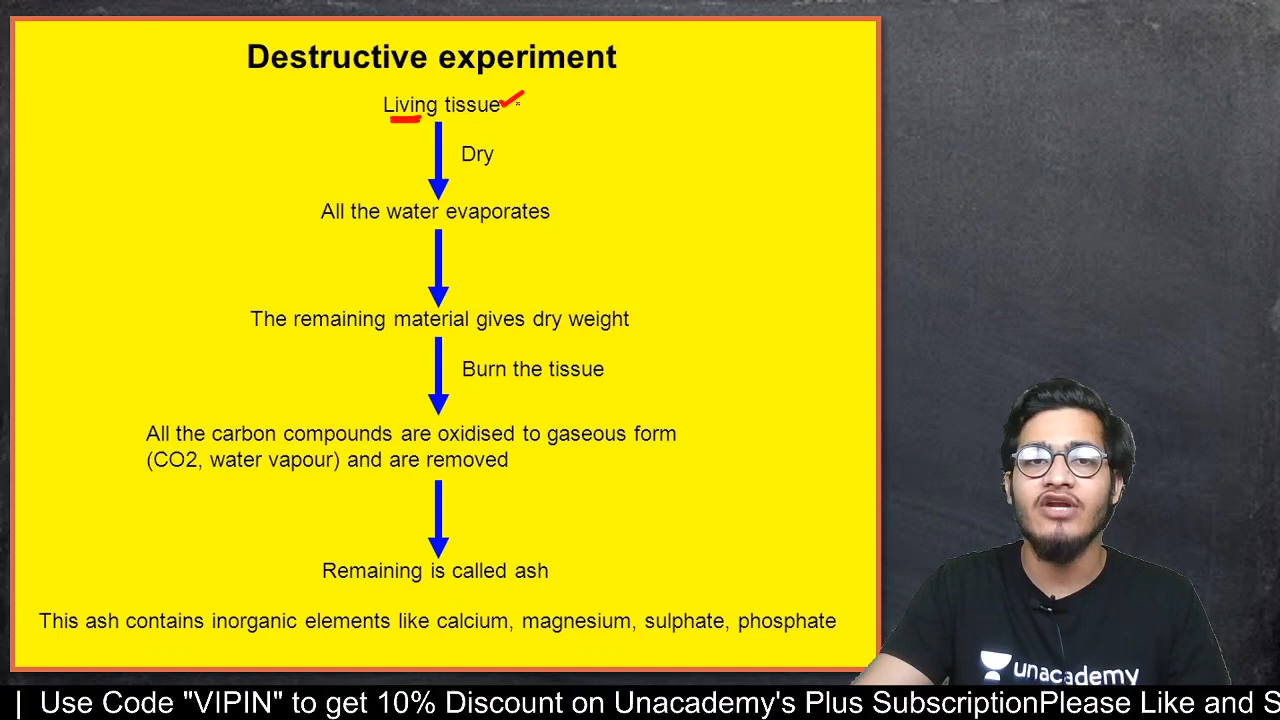 Destructive experiment
Living tissue
Dry
All the water evaporates
The remaining material gives dry weight
Burn the tissue
All the carbon compounds are oxidised to gaseous form
(CO2, water vapour) and are removed
Remaining is called ash
This ash contains inorganic elements like calcium, magnesium, sulphate, phosphate
unacademy
| Use Code "VIPIN" to get 10% Discount on Unacademy's Plus SubscriptionPlease Like and S